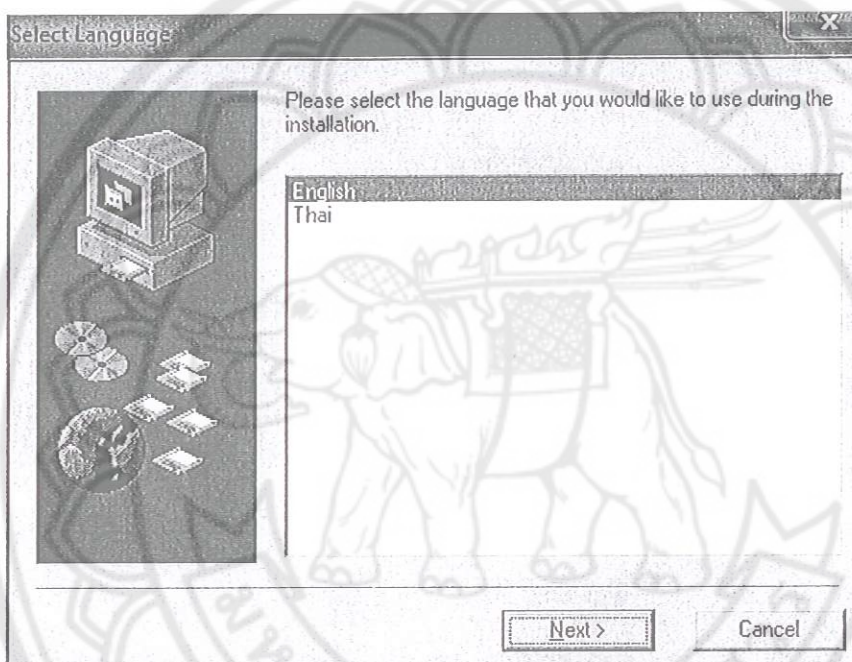 Select Language
Please select the language that you would like to use during the
installation.
English
Thai
Next >
Cancel